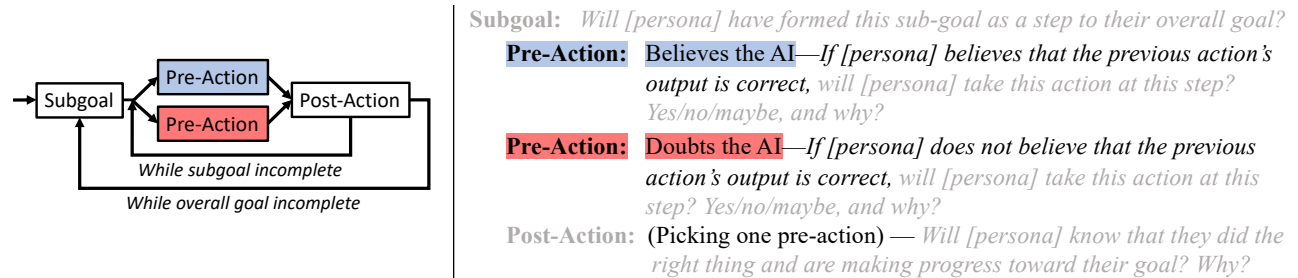 Subgoal
Pre-Action
Pre-Action
Post-Action
While subgoal incomplete
While overall goal incomplete
Subgoal: Will [persona] have formed this sub-goal as a step to their overall goal?
Pre-Action: Believes the AI—If [persona] believes that the previous action's
output is correct, will [persona] take this action at this step?
Yes/no/maybe, and why?
Pre-Action: Doubts the AI—If [persona] does not believe that the previous
action's output is correct, will [persona] take this action at this
step? Yes/no/maybe, and why?
Post-Action: (Picking one pre-action) — Will [persona] know that they did the
right thing and are making progress toward their goal? Why?